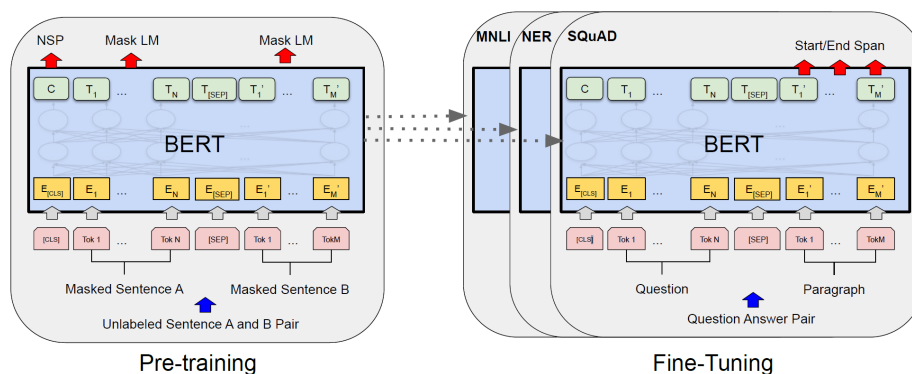 NSP Mask LM Mask LM
C T1 ... TN T[SEP] T1' ... TM'
BERT
E[CLS] E1 ... EN E[SEP] E1' ... EM'
[CLS] Tok 1 ... Tok N [SEP] Tok 1 ... TokM
Masked Sentence A Masked Sentence B
Unlabeled Sentence A and B Pair
Pre-training
MNLI NER SQuAD
Start/End Span
C T1 ... TN T[SEP] T1' ... TM'
BERT
E[CLS] E1 ... EN E[SEP] E1' ... EM'
[CLS] Tok 1 ... Tok N [SEP] Tok 1 ... TokM
Question Paragraph
Question Answer Pair
Fine-Tuning